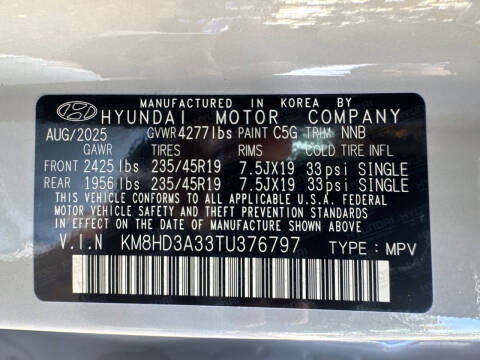 MANUFACTURED IN KOREA BY
HYUNDAI MOTOR COMPANY
AUG/2025 GVWR 4277lbs PAINT C5G TRIM NNB
GAWR TIRES RIMS COLD TIRE INFL
FRONT 2425lbs 235/45R19 7.5JX19 33psi SINGLE
REAR 1956lbs 235/45R19 7.5JX19 33psi SINGLE
THIS VEHICLE CONFORMS TO ALL APPLICABLE U.S.A. FEDERAL
MOTOR VEHICLE SAFETY AND THEFT PREVENTION STANDARDS
IN EFFECT ON THE DATE OF MANUFACTURE SHOWN ABOVE.
V.I.N KM8HD3A33TU376797 TYPE : MPV